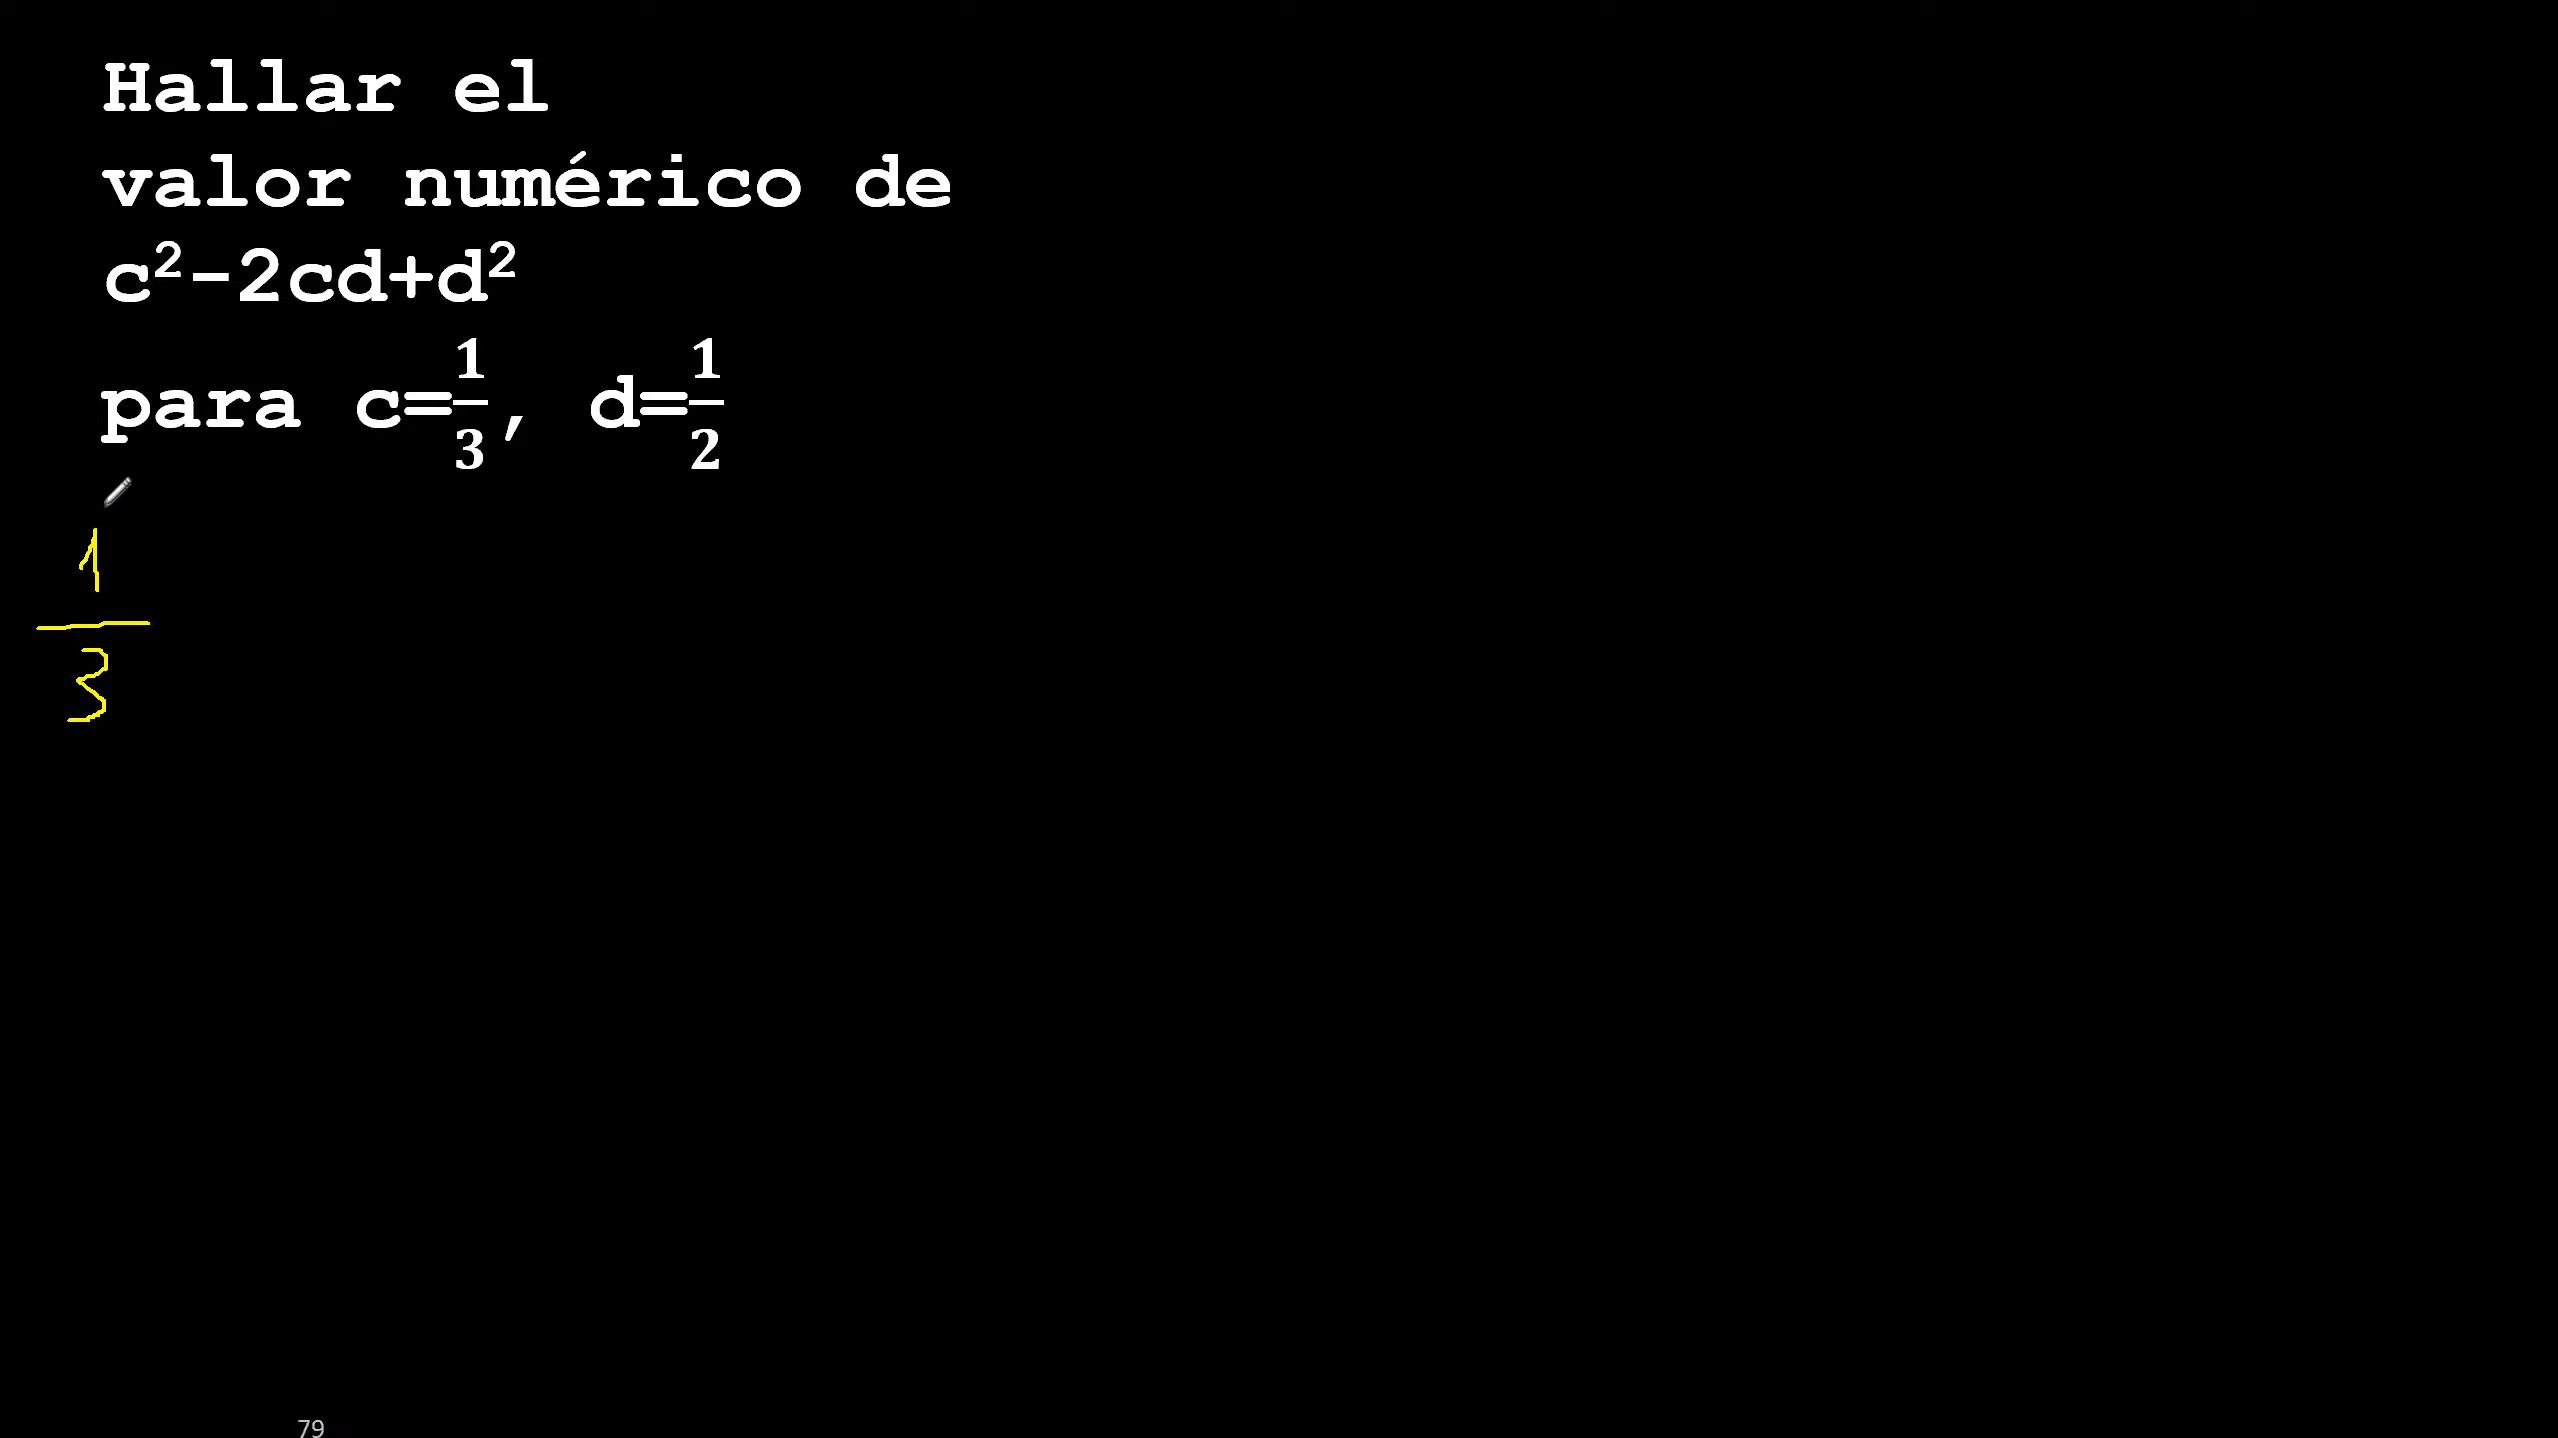 Hallar el
valor numérico de
c²-2cd+d²
para c=1/3, d=1/2
1
3
79